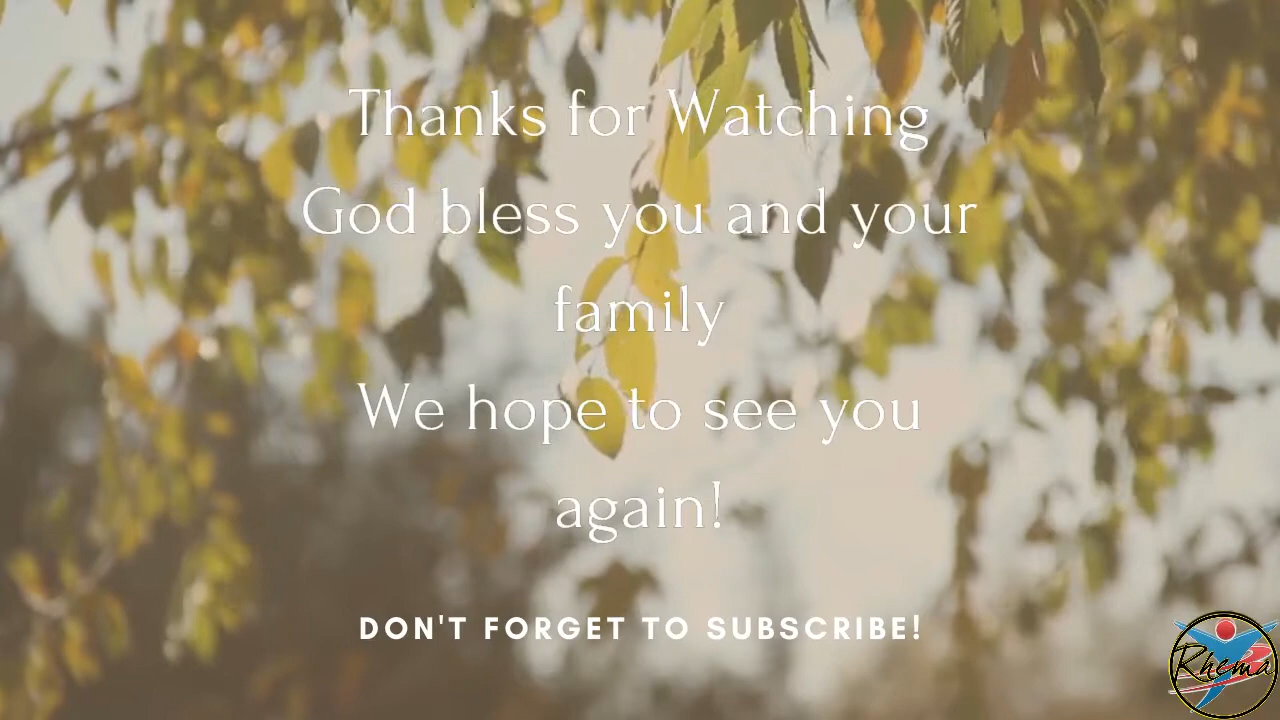 Thanks for Watching
God bless you and your
family
We hope to see you
again!
DON'T FORGET TO SUBSCRIBE!
Rhema